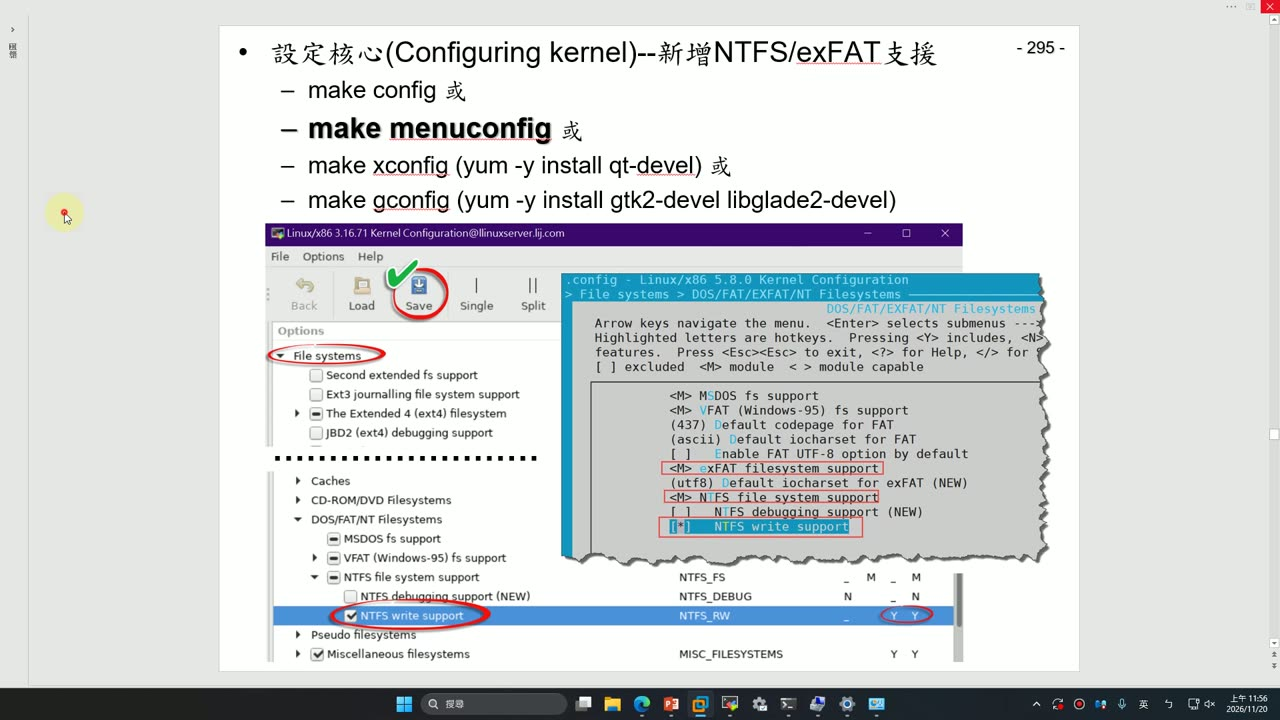 • 設定核心(Configuring kernel)--新增NTFS/exFAT支援
- 295 -
– make config 或
– make menuconfig 或
– make xconfig (yum -y install qt-devel) 或
– make gconfig (yum -y install gtk2-devel libglade2-devel)
Linux/x86 3.16.71 Kernel Configuration@llinuxserver.lij.com
File Options Help
Back Load Save Single Split
Options
File systems
Second extended fs support
Ext3 journalling file system support
The Extended 4 (ext4) filesystem
JBD2 (ext4) debugging support
Caches
CD-ROM/DVD Filesystems
DOS/FAT/NT Filesystems
MSDOS fs support
VFAT (Windows-95) fs support
NTFS file system support NTFS_FS _ M _ M
NTFS debugging support (NEW) NTFS_DEBUG N _ N
NTFS write support NTFS_RW _ Y Y
Pseudo filesystems
Miscellaneous filesystems MISC_FILESYSTEMS Y Y
.config - Linux/x86 5.8.0 Kernel Configuration
> File systems > DOS/FAT/EXFAT/NT Filesystems
DOS/FAT/EXFAT/NT Filesystems
Arrow keys navigate the menu. <Enter> selects submenus --->
Highlighted letters are hotkeys. Pressing <Y> includes, <N>
features. Press <Esc><Esc> to exit, <?> for Help, </> for
[ ] excluded <M> module < > module capable
<M> MSDOS fs support
<M> VFAT (Windows-95) fs support
(437) Default codepage for FAT
(ascii) Default iocharset for FAT
[ ] Enable FAT UTF-8 option by default
<M> exFAT filesystem support
(utf8) Default iocharset for exFAT (NEW)
<M> NTFS file system support
[ ] NTFS debugging support (NEW)
[*] NTFS write support
搜尋
英
上午 11:56
2026/11/20